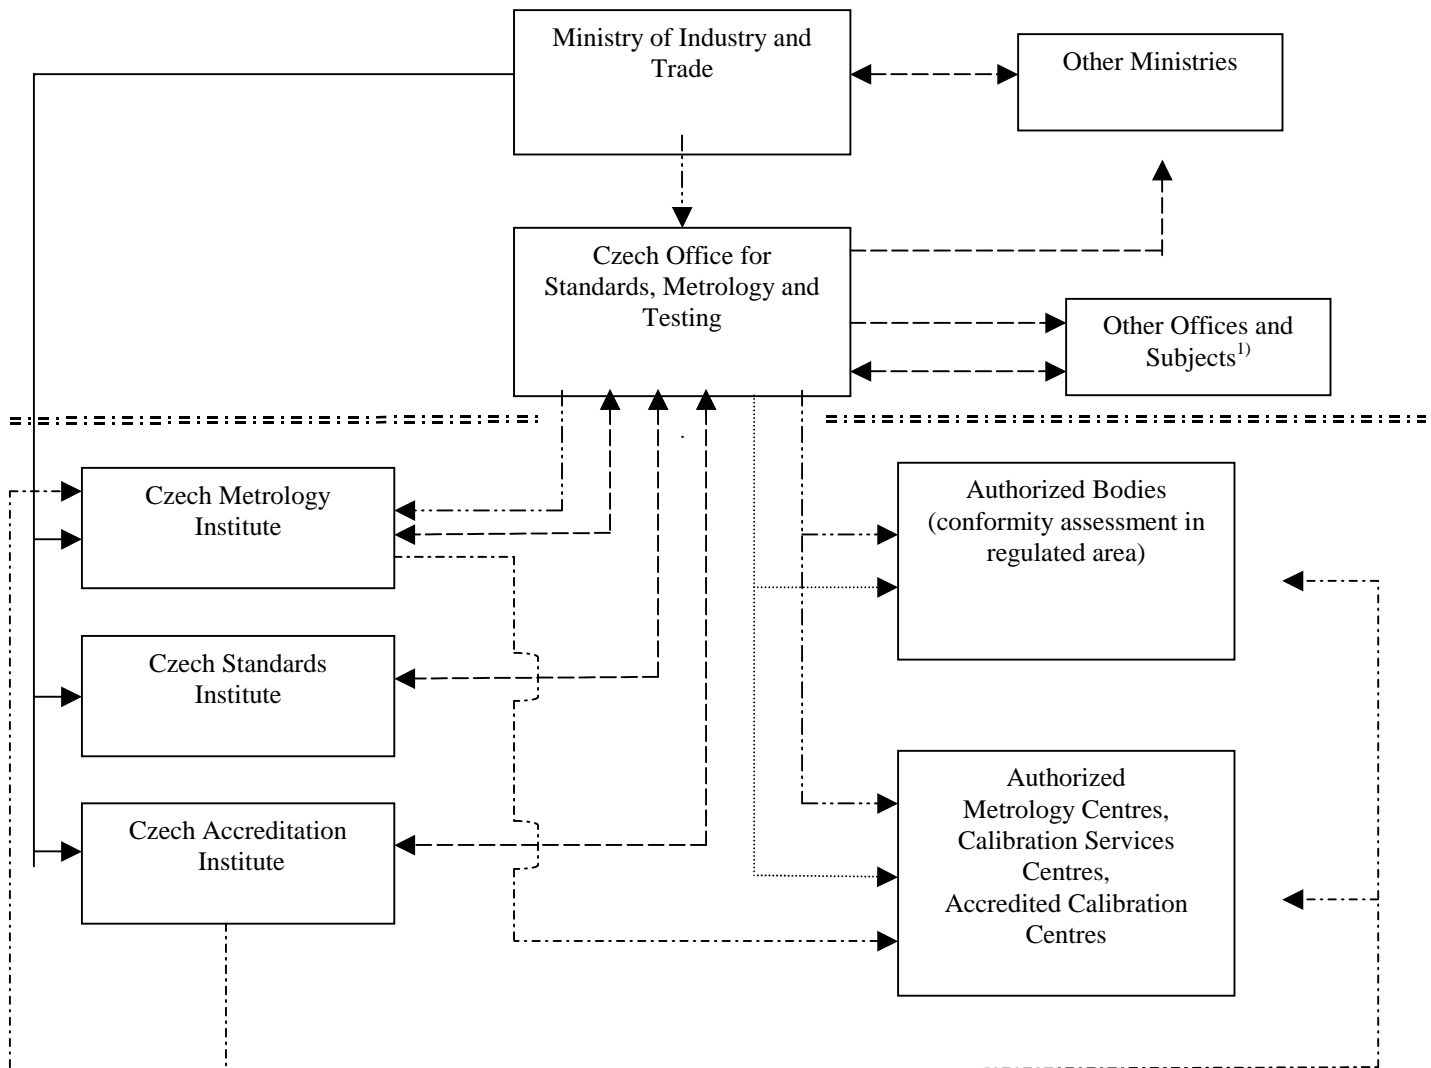 Ministry of Industry and
Trade
Other Ministries
Czech Office for
Standards, Metrology and
Testing
Other Offices and
Subjects1)
Czech Metrology
Institute
Authorized Bodies
(conformity assessment in
regulated area)
Czech Standards
Institute
Authorized
Metrology Centres,
Calibration Services
Centres,
Accredited Calibration
Centres
Czech Accreditation
Institute